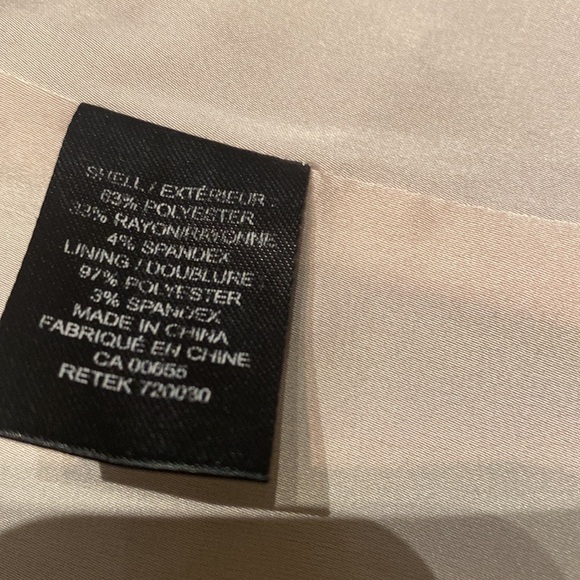 SHELL / EXTÉRIEUR :
63% POLYESTER
33% RAYON/RAYONNE
4% SPANDEX
LINING / DOUBLURE
97% POLYESTER
3% SPANDEX
MADE IN CHINA
FABRIQUÉ EN CHINE
CA 00655
RETEK 720030